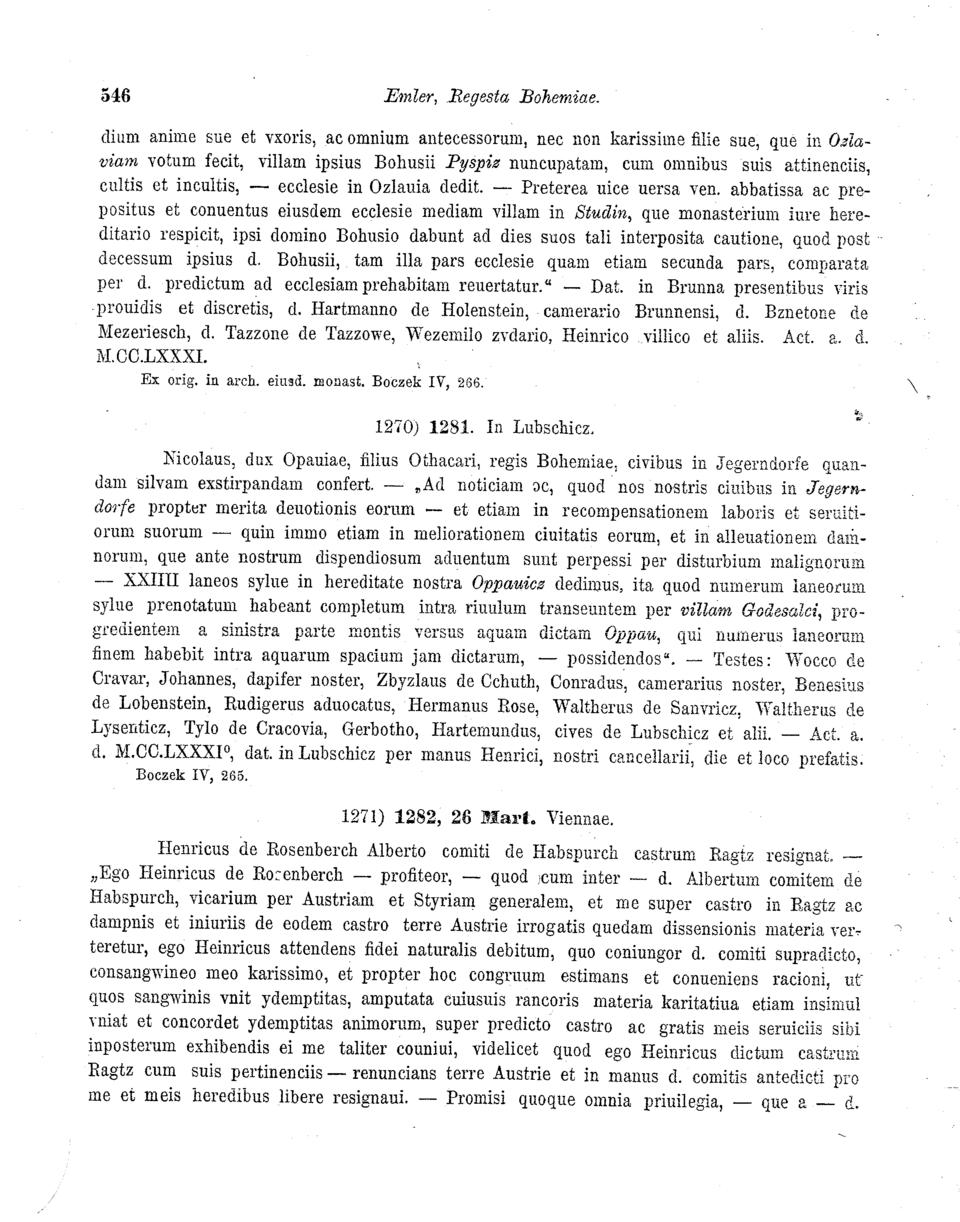 546 Emler, Regesta Bohemiae.
dium anime sue et vxoris, ac omnium antecessorum, nec non karissime filie sue, que in Ozla-
viam votum fecit, villam ipsius Bohusii Pyspiz nuncupatam, cum omnibus suis attinenciis,
cultis et incultis, — ecclesie in Ozlauia dedit. — Preterea uice uersa ven. abbatissa ac pre-
positus et conuentus eiusdem ecclesie mediam villam in Studin, que monasterium iure here-
ditario respicit, ipsi domino Bohusio dabunt ad dies suos tali interposita cautione, quod post
decessum ipsius d. Bohusii, tam illa pars ecclesie quam etiam secunda pars, comparata
per d. predictum ad ecclesiam prehabitam reuertatur.“ — Dat. in Brunna presentibus viris
prouidis et discretis, d. Hartmanno de Holenstein, camerario Brunnensi, d. Bznetone de
Mezeriesch, d. Tazzone de Tazzowe, Wezemilo zvdario, Heinrico villico et aliis. Act. a. d.
M.CC.LXXXI.
Ex orig. in arch. eiusd. monast. Boczek IV, 266.
1270) 1281. In Lubschicz.
Nicolaus, dux Opauiae, filius Othacari, regis Bohemiae, civibus in Jegerndorfe quan-
dam silvam exstirpandam confert. — „Ad noticiam oc, quod nos nostris ciuibus in Jegern-
dorfe propter merita deuotionis eorum — et etiam in recompensationem laboris et seruiti-
orum suorum — quin immo etiam in meliorationem ciuitatis eorum, et in alleuationem dam-
norum, que ante nostrum dispendiosum aduentum sunt perpessi per disturbium malignorum
— XXIIII laneos sylue in hereditate nostra Oppauicz dedimus, ita quod numerum laneorum
sylue prenotatum habeant completum intra riuulum transeuntem per villam Godesalci, pro-
gredientem a sinistra parte montis versus aquam dictam Oppau, qui numerus laneorum
finem habebit intra aquarum spacium jam dictarum, — possidendos“. — Testes: Wocco de
Cravar, Johannes, dapifer noster, Zbyzlaus de Cchuth, Conradus, camerarius noster, Benesius
de Lobenstein, Rudigerus aduocatus, Hermanus Rose, Waltherus de Sanvricz, Waltherus de
Lysenticz, Tylo de Cracovia, Gerbotho, Hartemundus, cives de Lubschicz et alii. — Act. a.
d. M.CC.LXXXI⁰, dat. in Lubschicz per manus Henrici, nostri cancellarii, die et loco prefatis.
Boczek IV, 265.
1271) 1282, 26 Mart. Viennae.
Henricus de Rosenberch Alberto comiti de Habspurch castrum Ragtz resignat. —
„Ego Heinricus de Rozenberch — profiteor, — quod cum inter — d. Albertum comitem de
Habspurch, vicarium per Austriam et Styriam generalem, et me super castro in Ragtz ac
dampnis et iniuriis de eodem castro terre Austrie irrogatis quedam dissensionis materia ver-
teretur, ego Heinricus attendens fidei naturalis debitum, quo coniungor d. comiti supradicto,
consangwineo meo karissimo, et propter hoc congruum estimans et conueniens racioni, ut
quos sangwinis vnit ydemptitas, amputata cuiusuis rancoris materia karitatiua etiam insimul
vniat et concordet ydemptitas animorum, super predicto castro ac gratis meis seruiciis sibi
inposterum exhibendis ei me taliter couniui, videlicet quod ego Heinricus dictum castrum
Ragtz cum suis pertinenciis — renuncians terre Austrie et in manus d. comitis antedicti pro
me et meis heredibus libere resignaui. — Promisi quoque omnia priuilegia, — que a — d.